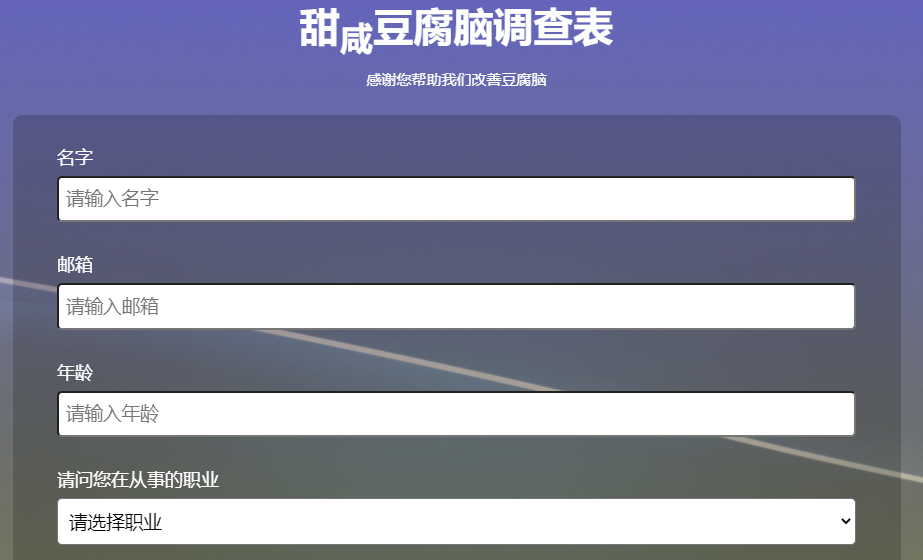 甜咸豆腐脑调查表
感谢您帮助我们改善豆腐脑
名字
请输入名字
邮箱
请输入邮箱
年龄
请输入年龄
请问您在从事的职业
请选择职业